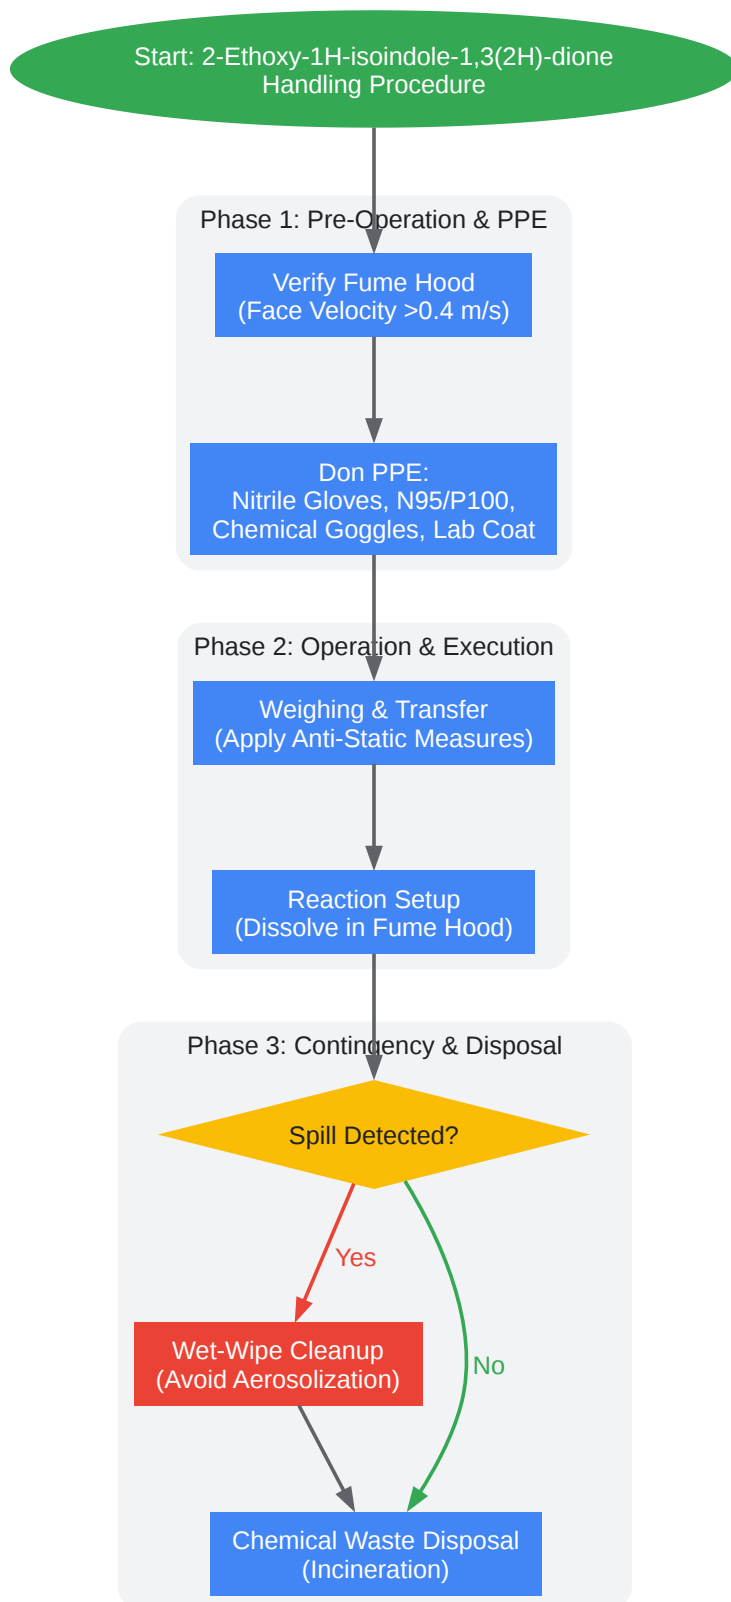 Start: 2-Ethoxy-1H-isoindole-1,3(2H)-dione
Handling Procedure
Phase 1: Pre-Operation & PPE
Verify Fume Hood
(Face Velocity >0.4 m/s)
Don PPE:
Nitrile Gloves, N95/P100,
Chemical Goggles, Lab Coat
Phase 2: Operation & Execution
Weighing & Transfer
(Apply Anti-Static Measures)
Reaction Setup
(Dissolve in Fume Hood)
Phase 3: Contingency & Disposal
Spill Detected?
Yes
Wet-Wipe Cleanup
(Avoid Aerosolization)
No
Chemical Waste Disposal
(Incineration)